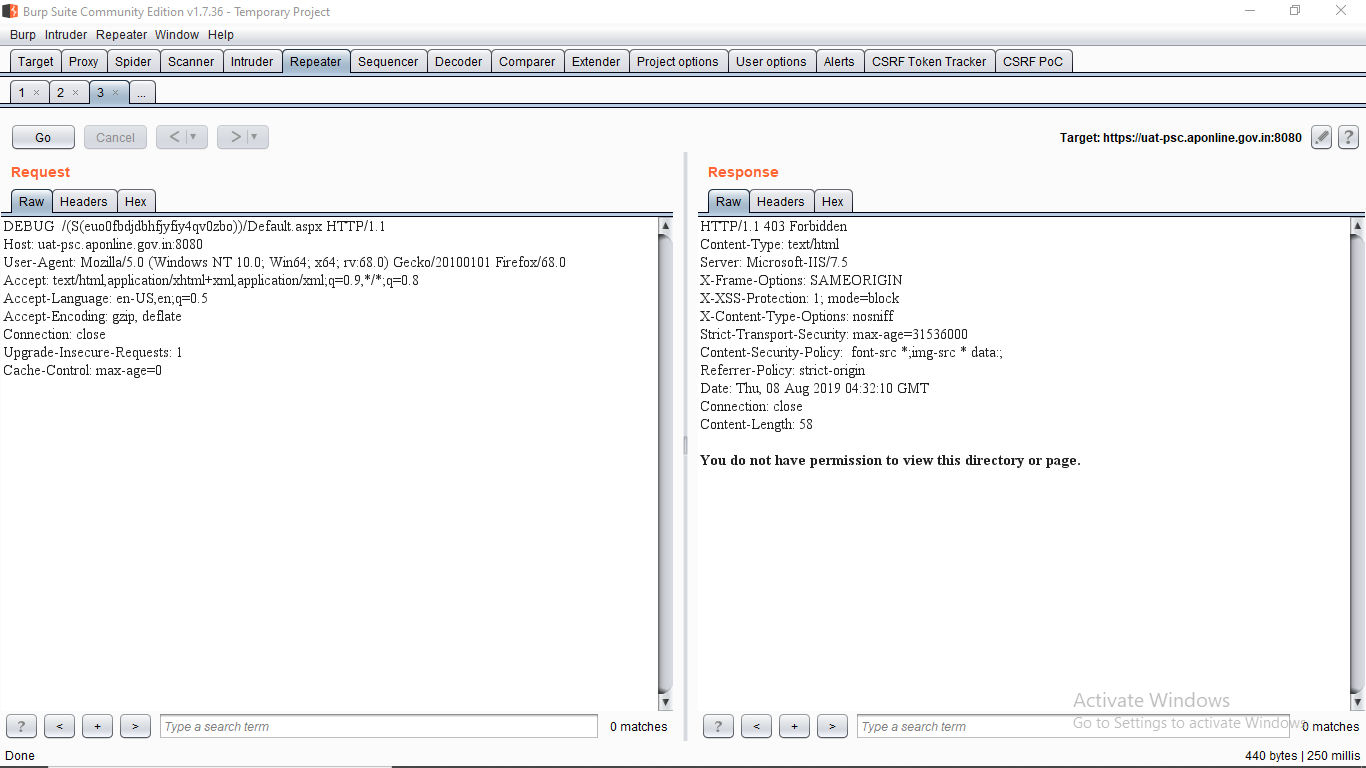 Burp Suite Community Edition v1.7.36 - Temporary Project
Burp Intruder Repeater Window Help
Target Proxy Spider Scanner Intruder Repeater Sequencer Decoder Comparer Extender Project options User options Alerts CSRF Token Tracker CSRF PoC
1 × 2 × 3 × ...
Go Cancel < ▼ > ▼ Target: https://uat-psc.aponline.gov.in:8080 ?
Request
Raw Headers Hex
DEBUG /(S(euo0fbdjdbhfjyfiy4qv0zbo))/Default.aspx HTTP/1.1
Host: uat-psc.aponline.gov.in:8080
User-Agent: Mozilla/5.0 (Windows NT 10.0; Win64; x64; rv:68.0) Gecko/20100101 Firefox/68.0
Accept: text/html,application/xhtml+xml,application/xml;q=0.9,*/*;q=0.8
Accept-Language: en-US,en;q=0.5
Accept-Encoding: gzip, deflate
Connection: close
Upgrade-Insecure-Requests: 1
Cache-Control: max-age=0
? < + > Type a search term 0 matches
Response
Raw Headers Hex
HTTP/1.1 403 Forbidden
Content-Type: text/html
Server: Microsoft-IIS/7.5
X-Frame-Options: SAMEORIGIN
X-XSS-Protection: 1; mode=block
X-Content-Type-Options: nosniff
Strict-Transport-Security: max-age=31536000
Content-Security-Policy: font-src *;img-src * data:;
Referrer-Policy: strict-origin
Date: Thu, 08 Aug 2019 04:32:10 GMT
Connection: close
Content-Length: 58
You do not have permission to view this directory or page.
Activate Windows
Go to Settings to activate Windows.
? < + > Type a search term 0 matches
Done 440 bytes | 250 millis